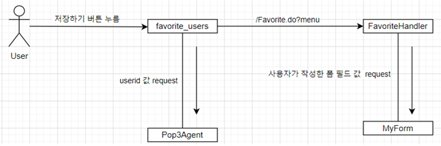 저장하기 버튼 누름
favorite_users
/Favorite.do?menu
FavoriteHandler
User
userid 값 request
사용자가 작성한 폼 필드 값 request
Pop3Agent
MyForm